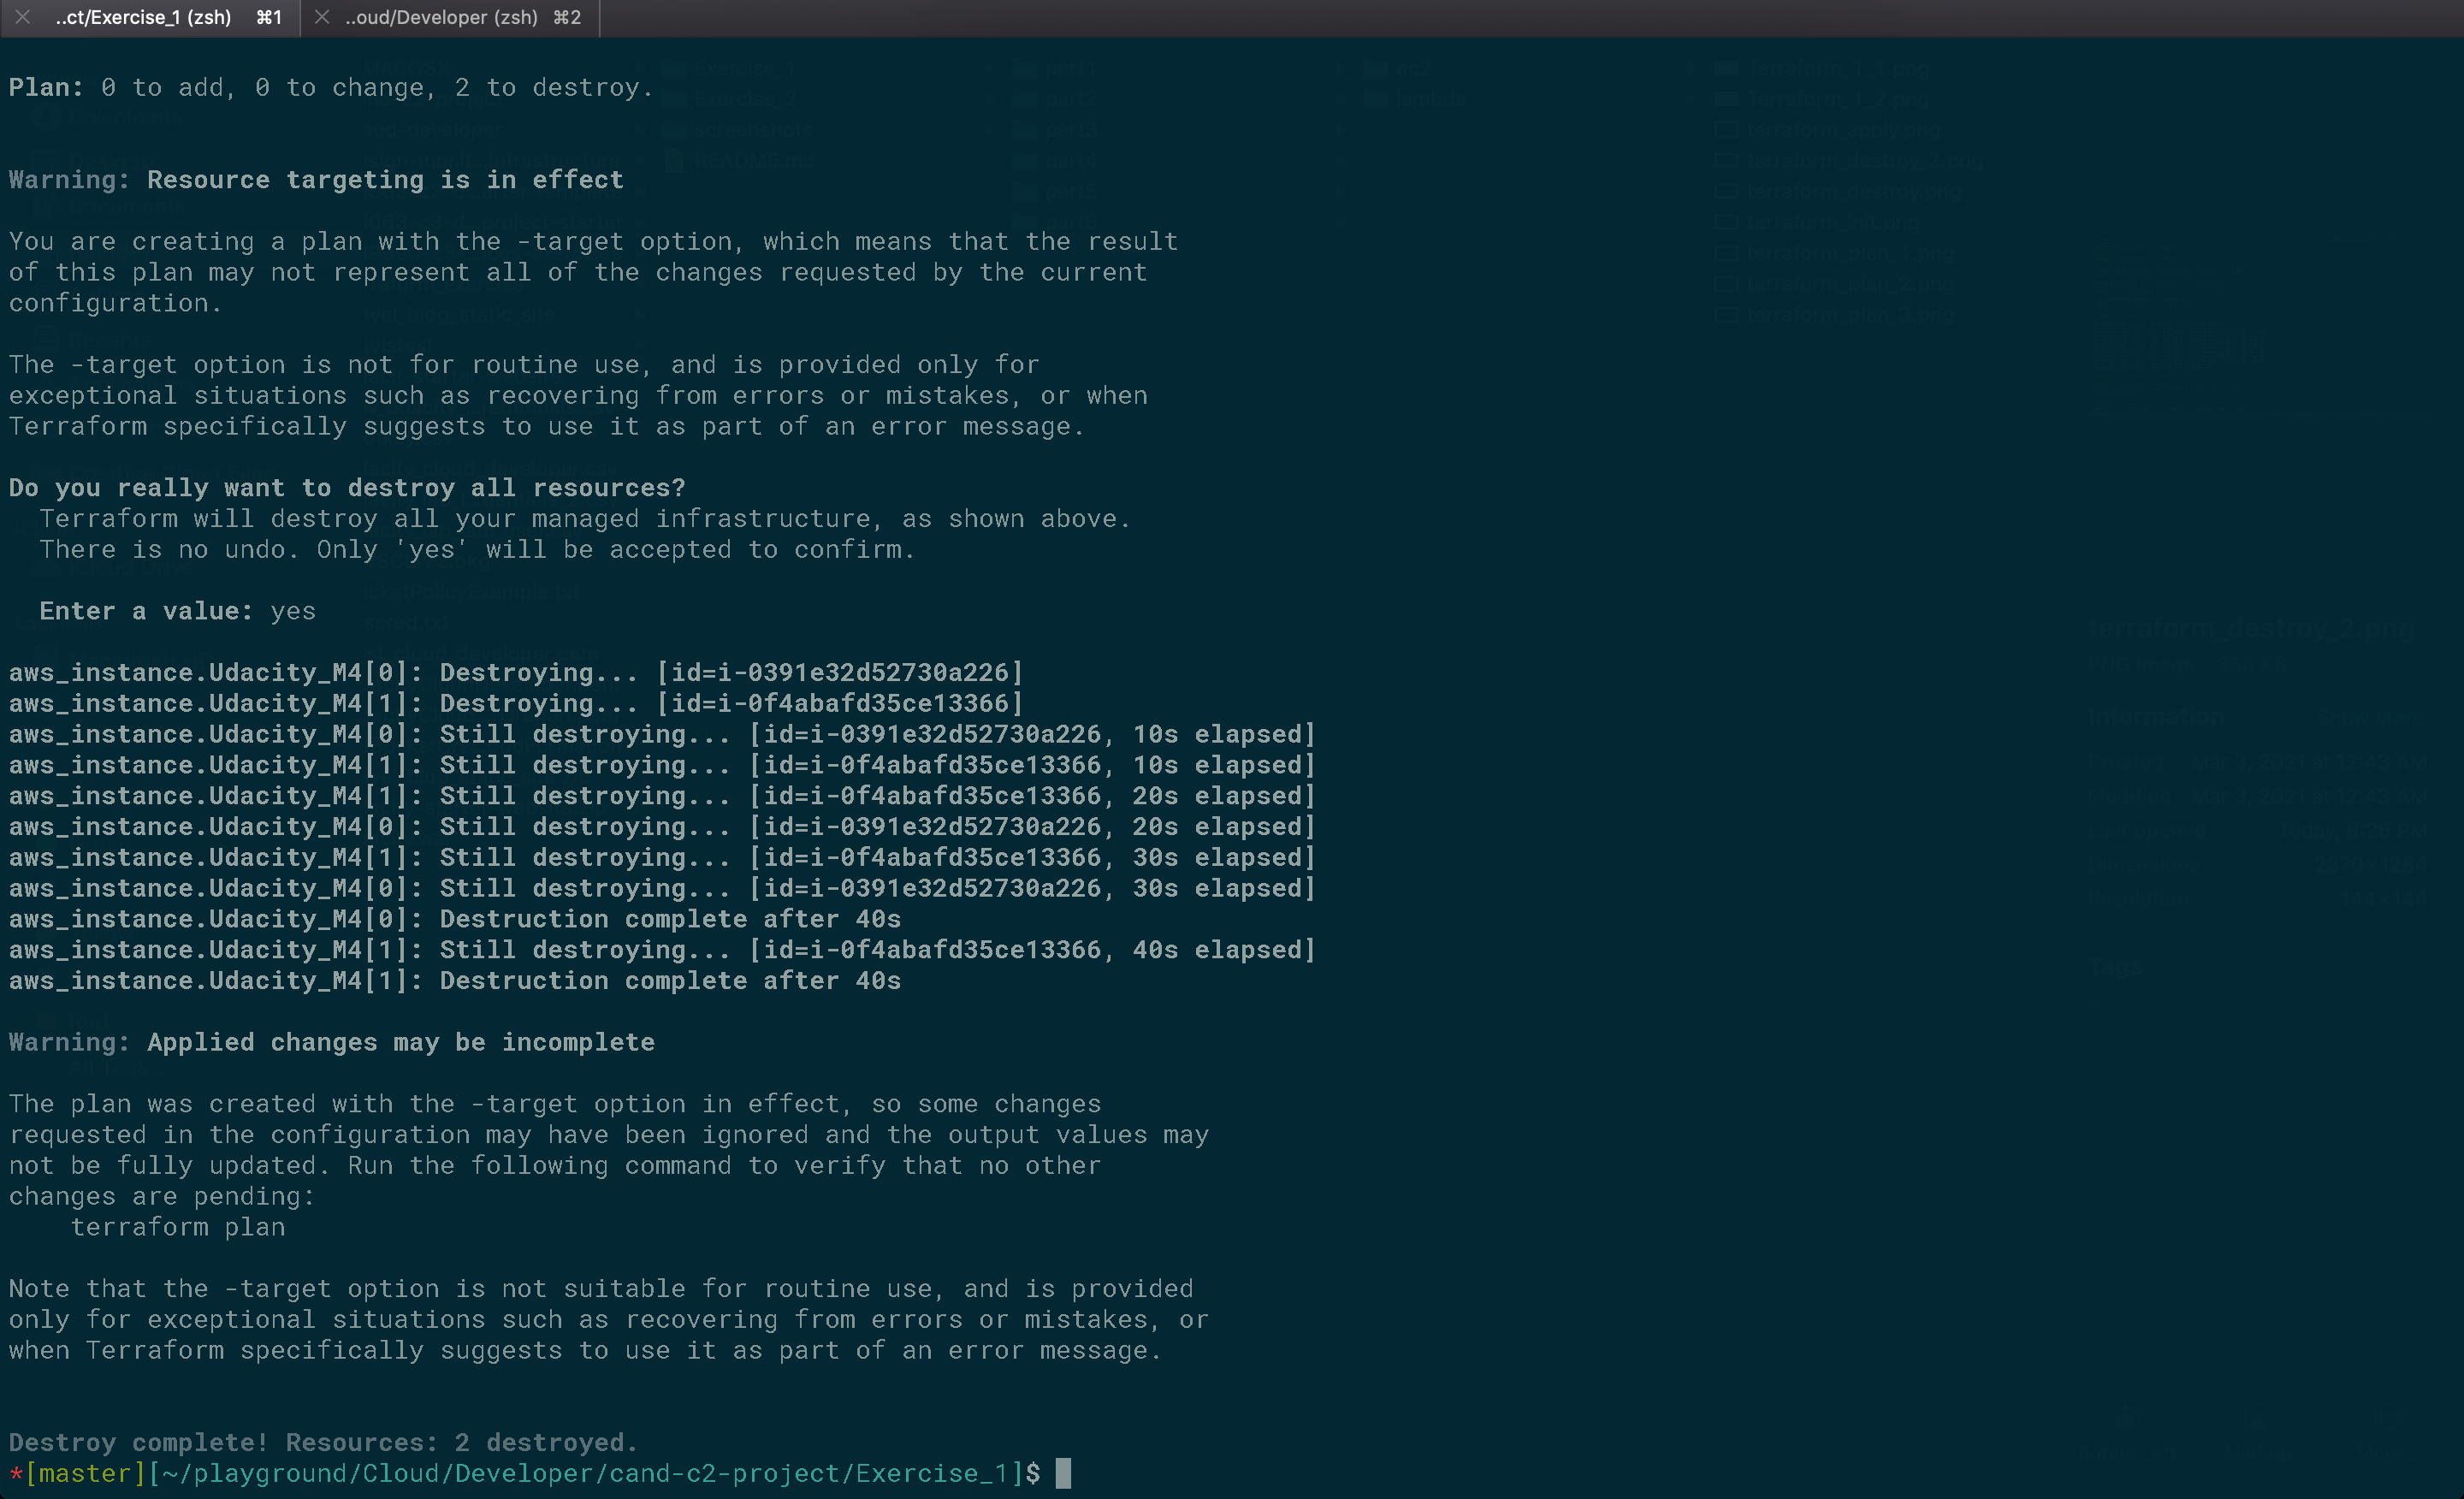 ..ct/Exercise_1 (zsh) ⌘1 ..oud/Developer (zsh) ⌘2
Plan: 0 to add, 0 to change, 2 to destroy.
Warning: Resource targeting is in effect
You are creating a plan with the -target option, which means that the result
of this plan may not represent all of the changes requested by the current
configuration.
The -target option is not for routine use, and is provided only for
exceptional situations such as recovering from errors or mistakes, or when
Terraform specifically suggests to use it as part of an error message.
Do you really want to destroy all resources?
Terraform will destroy all your managed infrastructure, as shown above.
There is no undo. Only 'yes' will be accepted to confirm.
Enter a value: yes
aws_instance.Udacity_M4[0]: Destroying... [id=i-0391e32d52730a226]
aws_instance.Udacity_M4[1]: Destroying... [id=i-0f4abafd35ce13366]
aws_instance.Udacity_M4[0]: Still destroying... [id=i-0391e32d52730a226, 10s elapsed]
aws_instance.Udacity_M4[1]: Still destroying... [id=i-0f4abafd35ce13366, 10s elapsed]
aws_instance.Udacity_M4[1]: Still destroying... [id=i-0f4abafd35ce13366, 20s elapsed]
aws_instance.Udacity_M4[0]: Still destroying... [id=i-0391e32d52730a226, 20s elapsed]
aws_instance.Udacity_M4[1]: Still destroying... [id=i-0f4abafd35ce13366, 30s elapsed]
aws_instance.Udacity_M4[0]: Still destroying... [id=i-0391e32d52730a226, 30s elapsed]
aws_instance.Udacity_M4[0]: Destruction complete after 40s
aws_instance.Udacity_M4[1]: Still destroying... [id=i-0f4abafd35ce13366, 40s elapsed]
aws_instance.Udacity_M4[1]: Destruction complete after 40s
Warning: Applied changes may be incomplete
The plan was created with the -target option in effect, so some changes
requested in the configuration may have been ignored and the output values may
not be fully updated. Run the following command to verify that no other
changes are pending:
terraform plan
Note that the -target option is not suitable for routine use, and is provided
only for exceptional situations such as recovering from errors or mistakes, or
when Terraform specifically suggests to use it as part of an error message.
Destroy complete! Resources: 2 destroyed.
*[master][~/playground/Cloud/Developer/cand-c2-project/Exercise_1]$